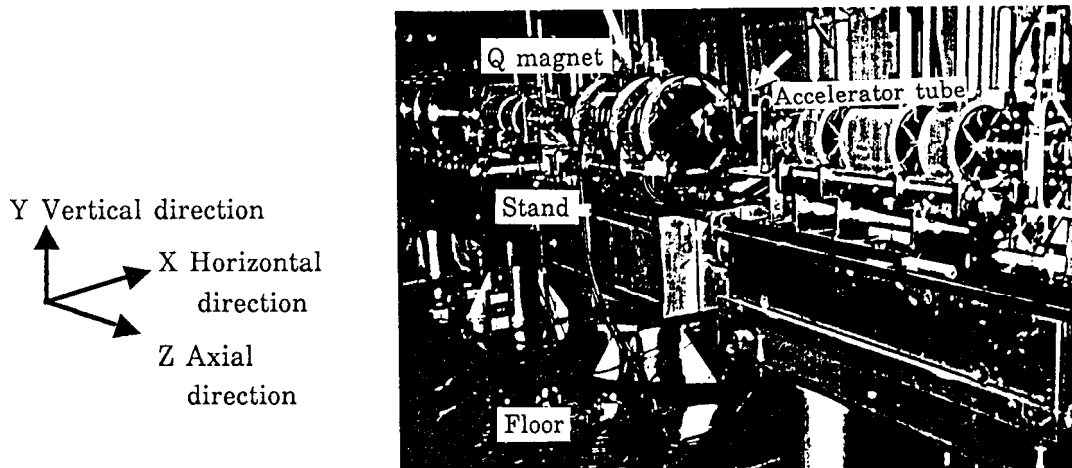 Q magnet
Accelerator tube
Stand
Y Vertical direction
X Horizontal
direction
Z Axial
direction
Floor